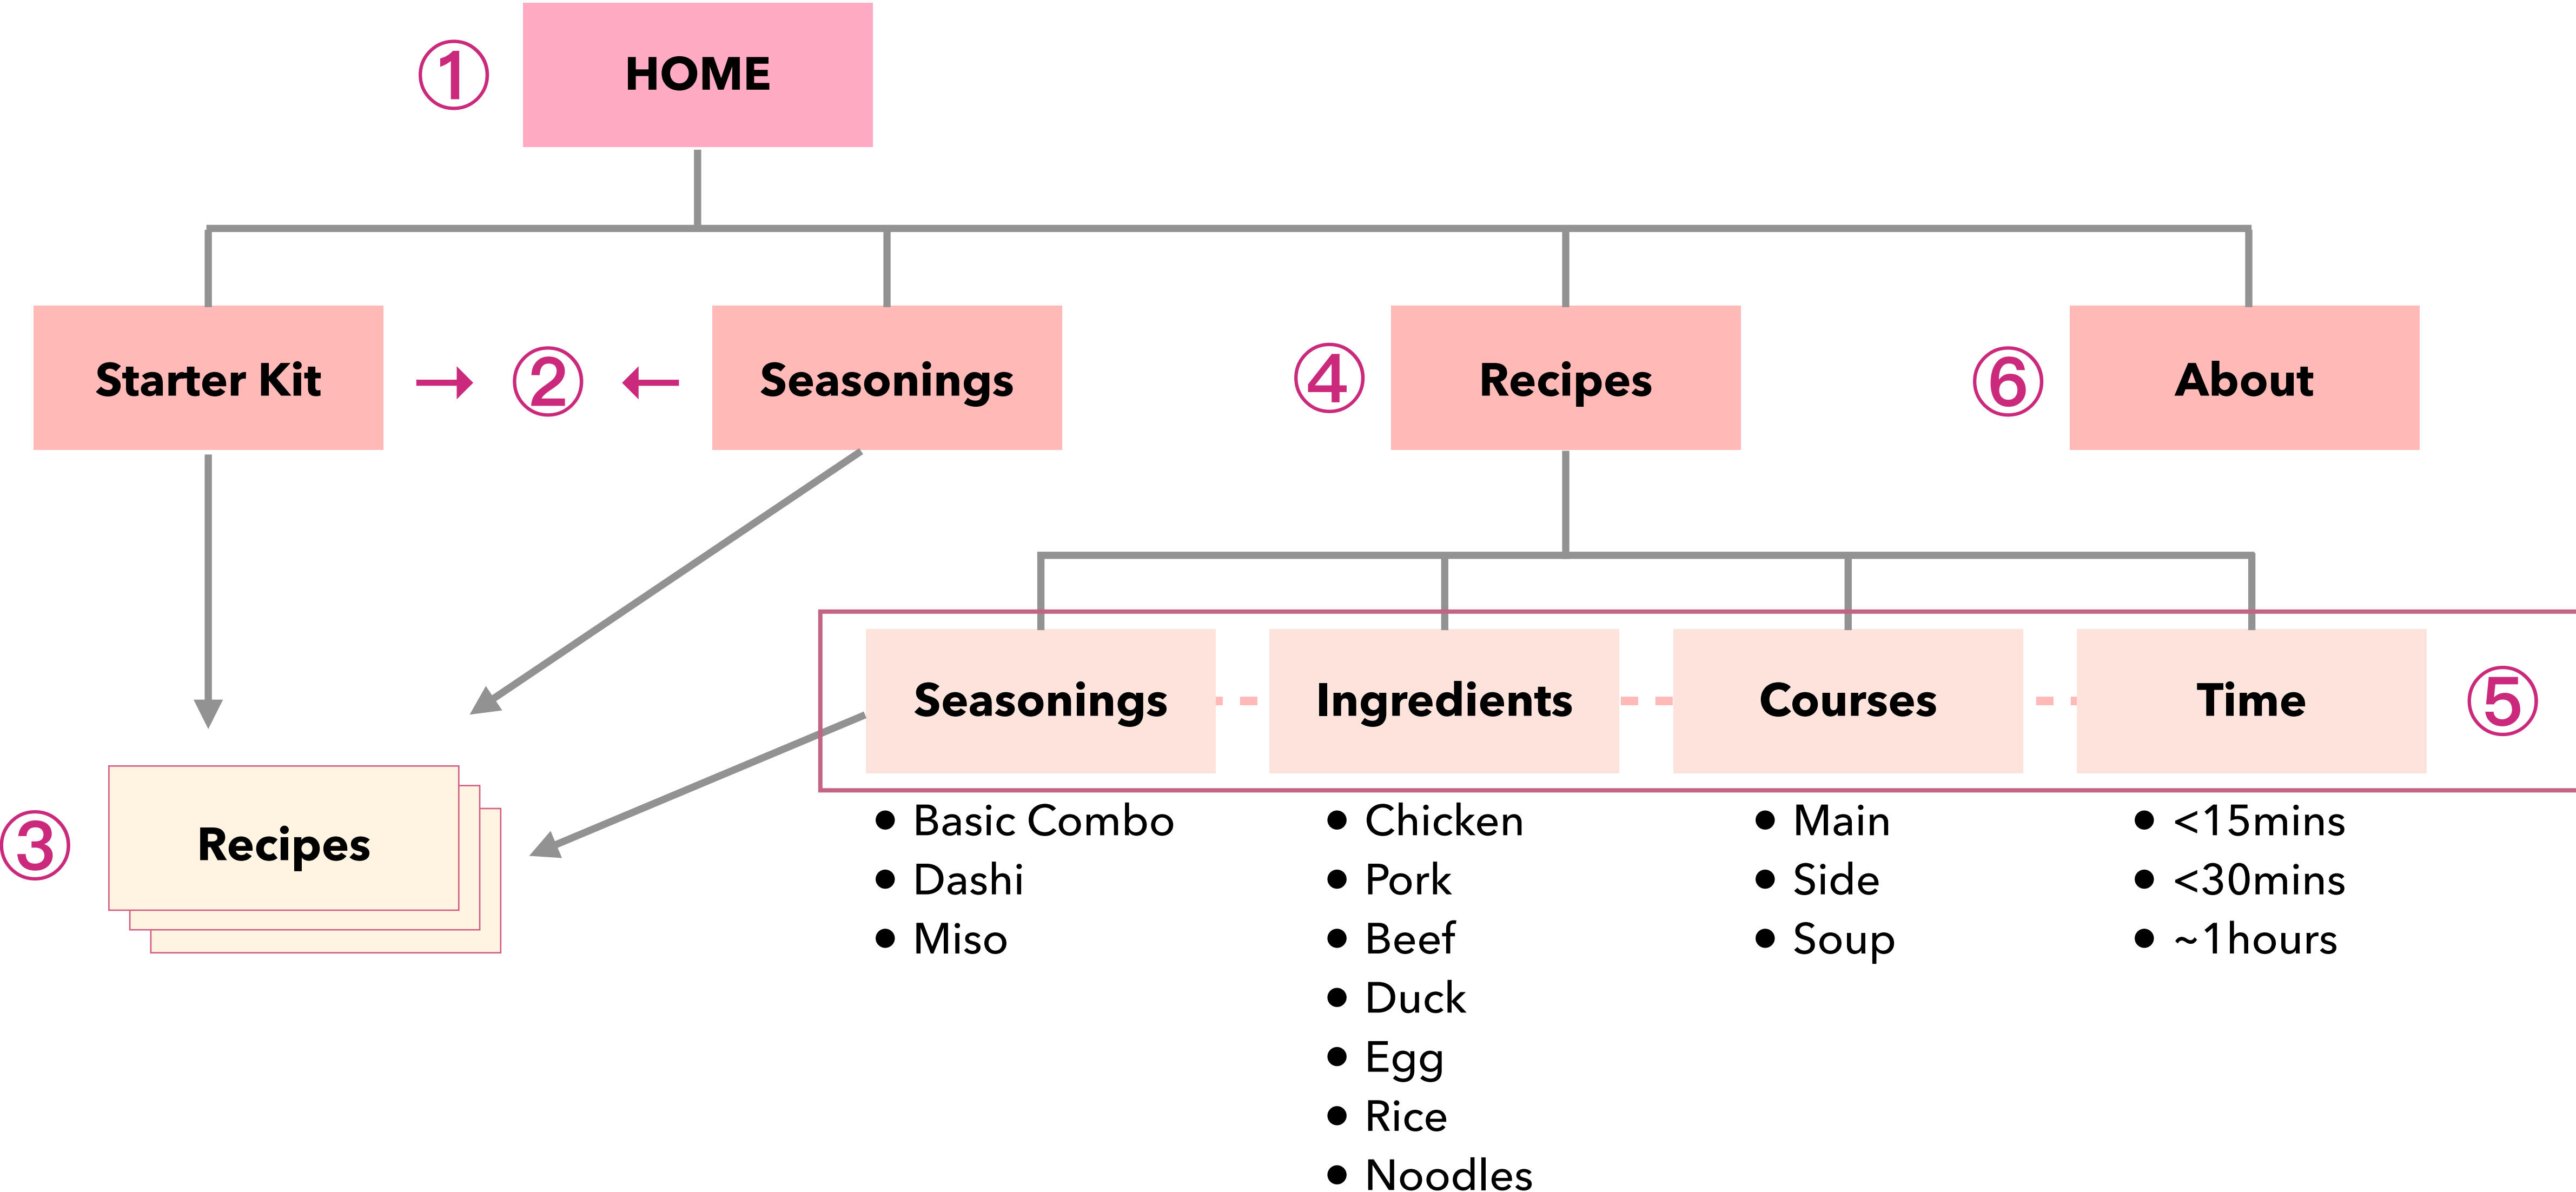 ① HOME
Starter Kit → ② ← Seasonings
④ Recipes
⑥ About
Seasonings
Ingredients
Courses
Time
⑤
③ Recipes
• Basic Combo
• Dashi
• Miso
• Chicken
• Pork
• Beef
• Duck
• Egg
• Rice
• Noodles
• Main
• Side
• Soup
• <15mins
• <30mins
• ~1hours